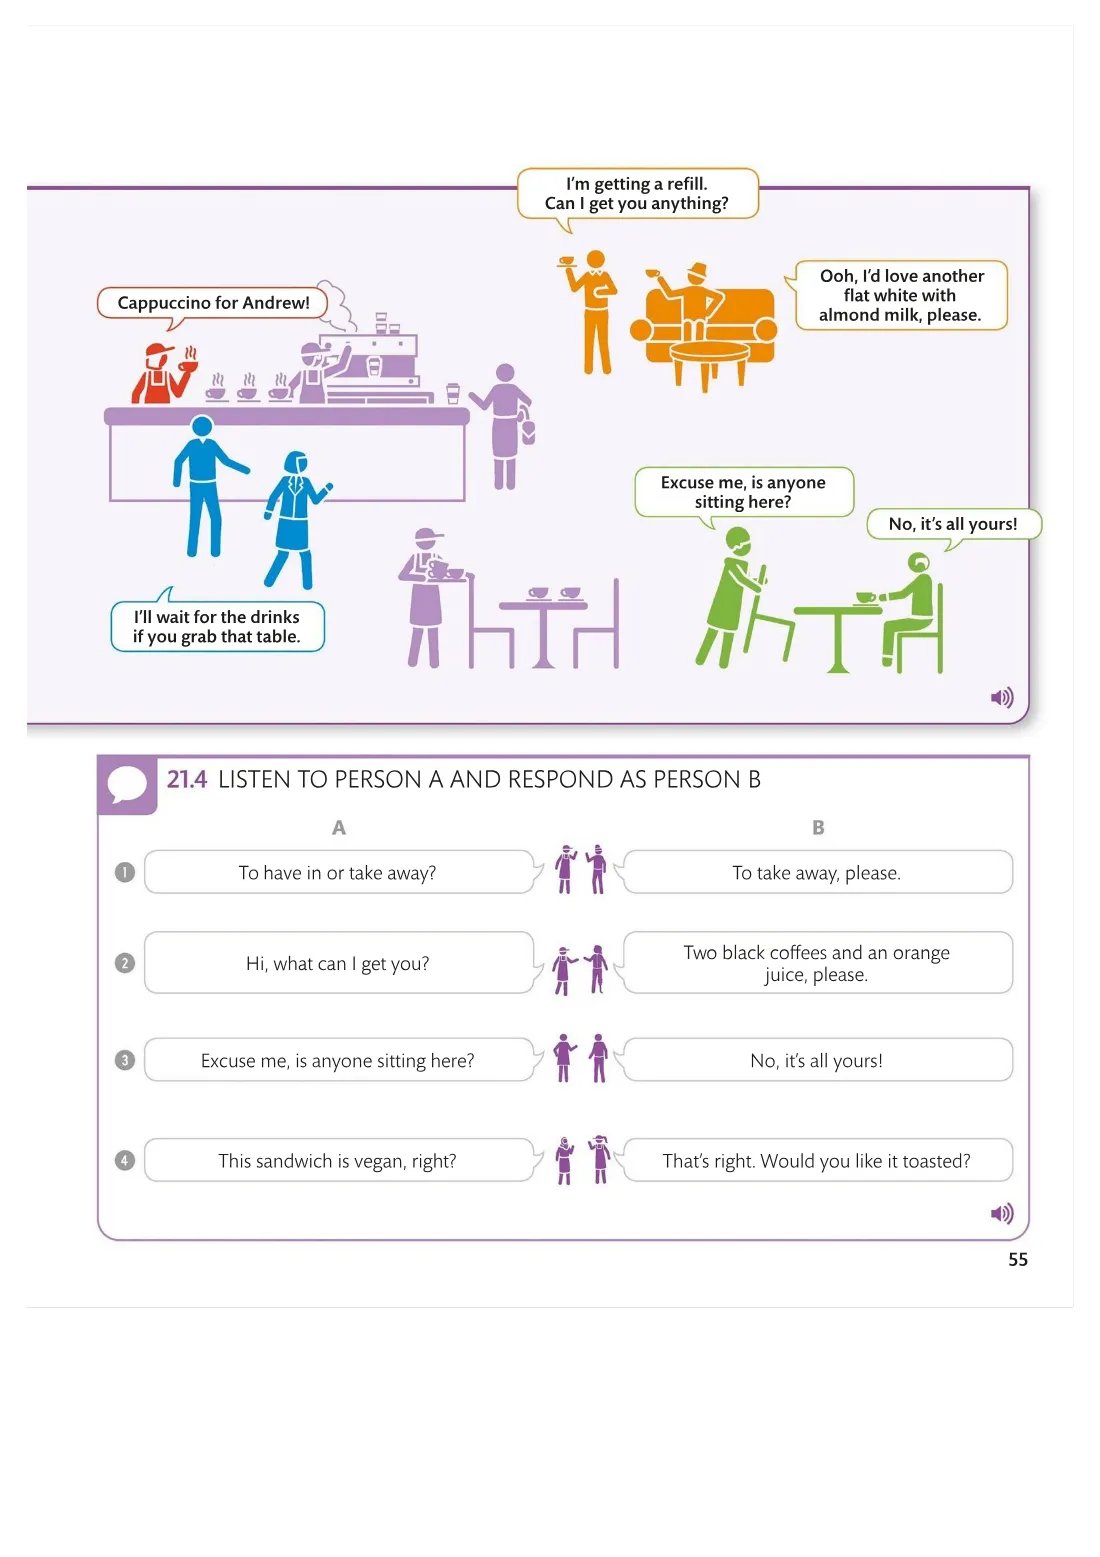 I'm getting a refill.
Can I get you anything?
Ooh, I'd love another
flat white with
almond milk, please.
Cappuccino for Andrew!
Excuse me, is anyone
sitting here?
No, it's all yours!
I'll wait for the drinks
if you grab that table.
21.4 LISTEN TO PERSON A AND RESPOND AS PERSON B
A
B
1
To have in or take away?
To take away, please.
2
Hi, what can I get you?
Two black coffees and an orange
juice, please.
3
Excuse me, is anyone sitting here?
No, it's all yours!
4
This sandwich is vegan, right?
That's right. Would you like it toasted?
55